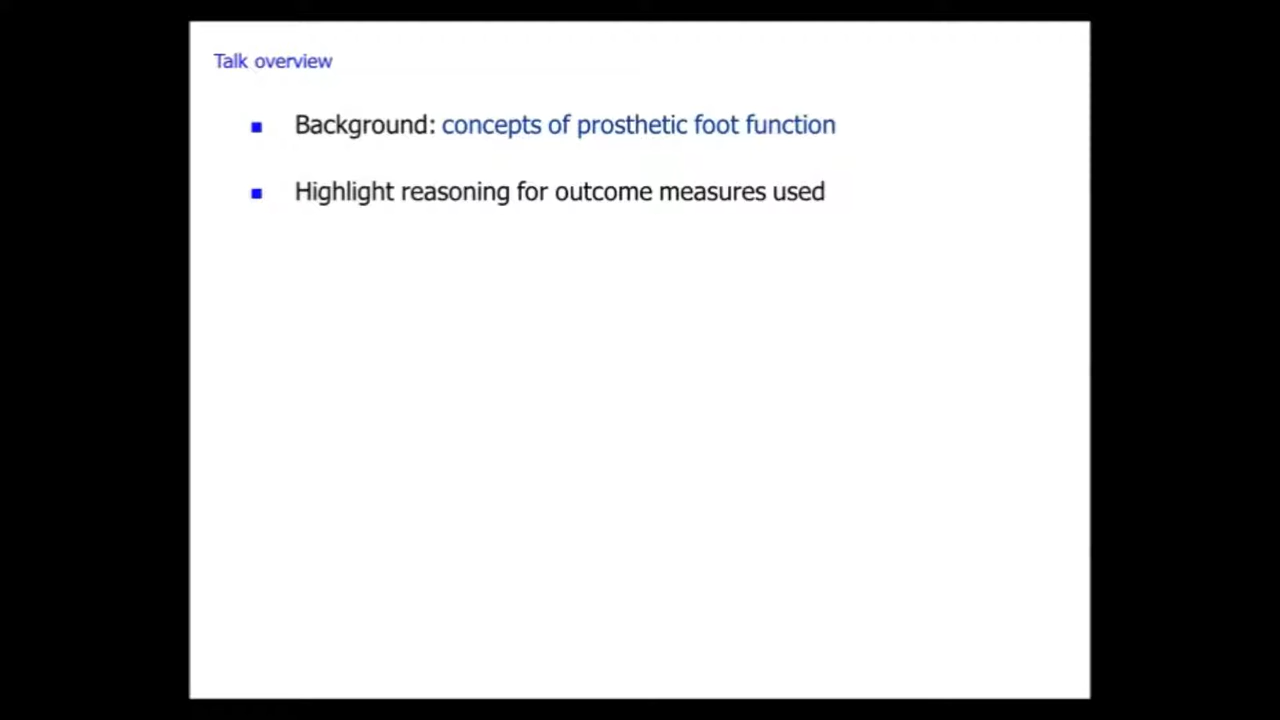 Talk overview
Background: concepts of prosthetic foot function
Highlight reasoning for outcome measures used